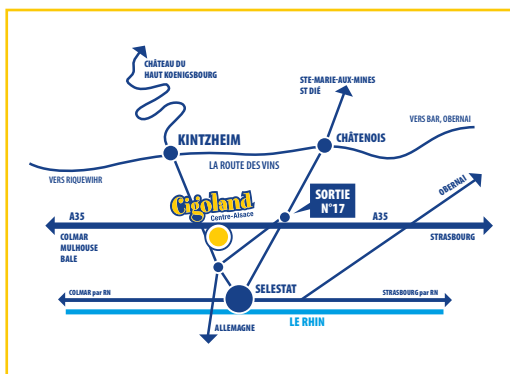 CHÂTEAU DU
HAUT KOENIGSBOURG
STE-MARIE-AUX-MINES
ST DIÉ
VERS BAR, OBERNAI
KINTZHEIM
CHÂTENOIS
LA ROUTE DES VINS
VERS RIQUEWIHR
OBERNAI
Cigoland
Centre-Alsace
SORTIE
N°17
A35
A35
COLMAR
MULHOUSE
BALE
STRASBOURG
SELESTAT
COLMAR par RN
STRASBOURG par RN
LE RHIN
ALLEMAGNE